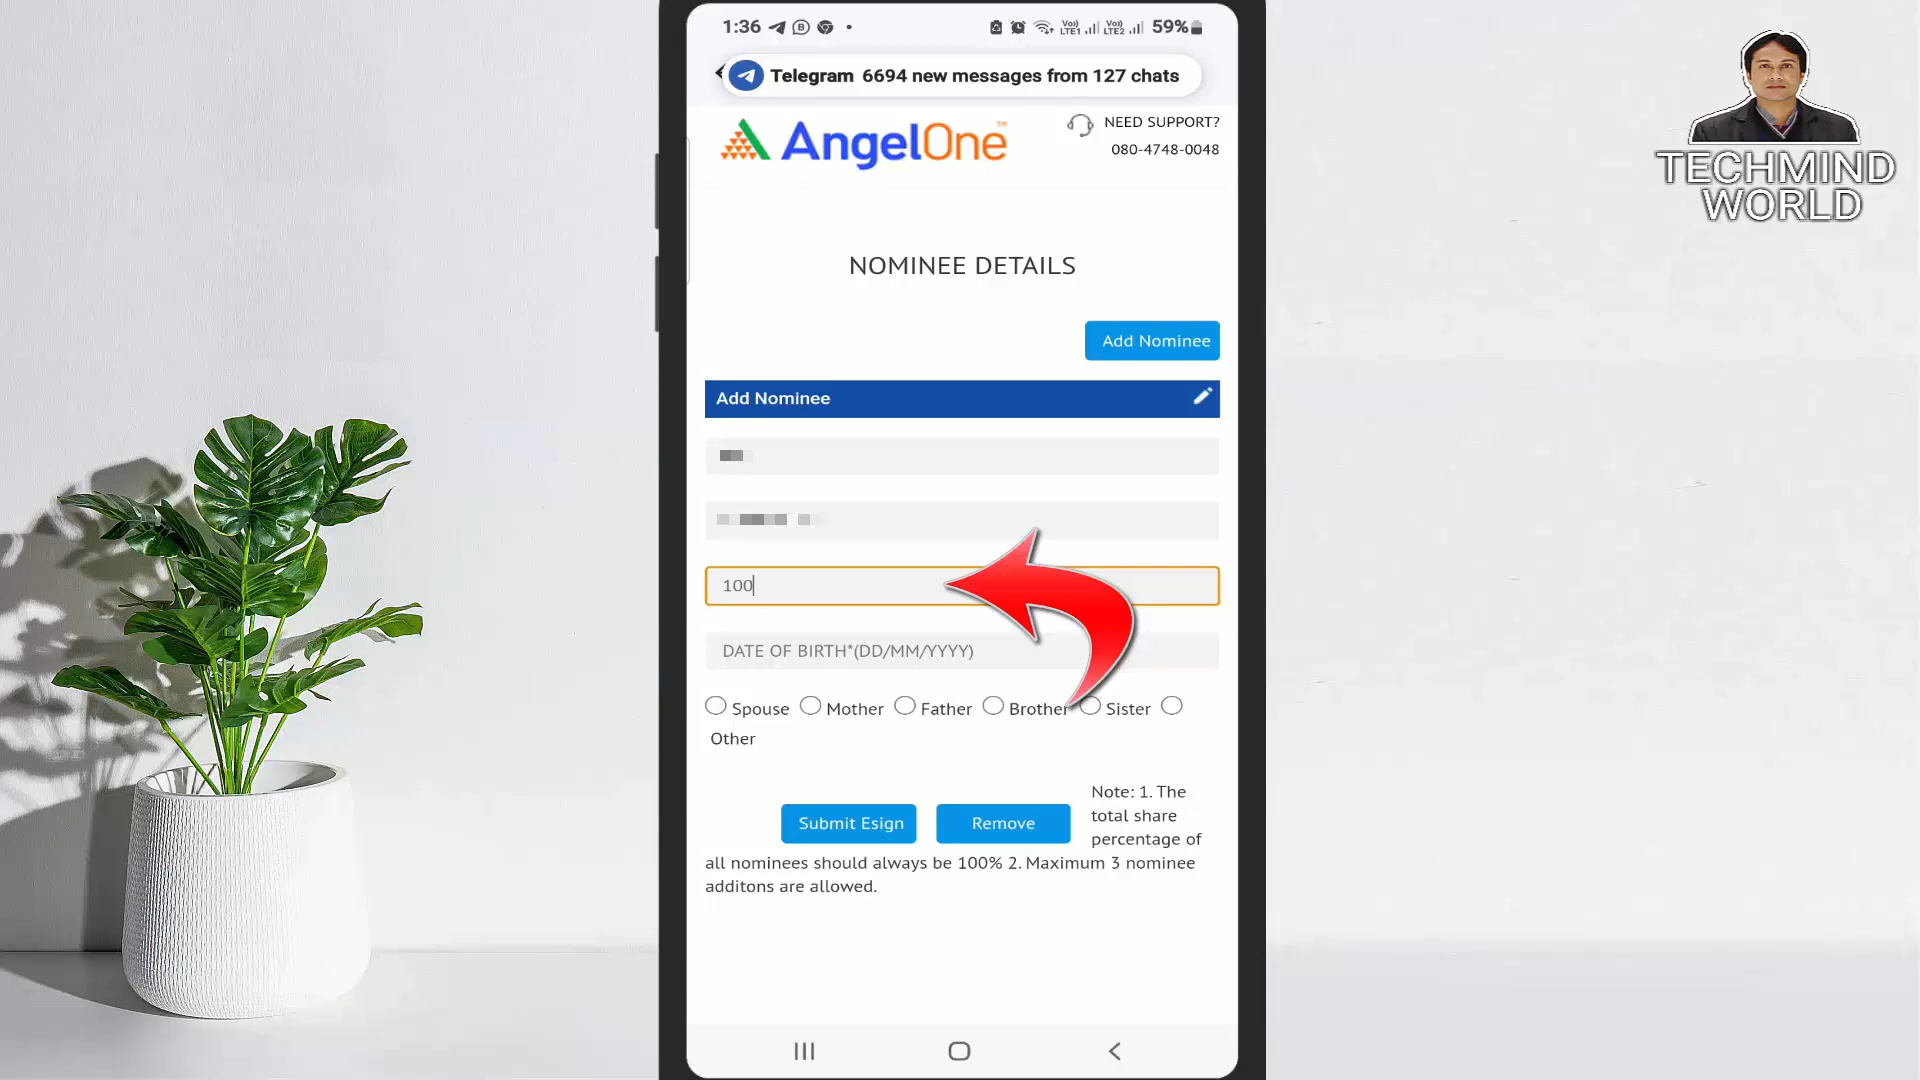 1:36
59%
Telegram 6694 new messages from 127 chats
AngelOne
NEED SUPPORT?
080-4748-0048
TECHMIND
WORLD
NOMINEE DETAILS
Add Nominee
Add Nominee
100
DATE OF BIRTH*(DD/MM/YYYY)
Spouse Mother Father Brother Sister
Other
Submit Esign
Remove
Note: 1. The
total share
percentage of
all nominees should always be 100% 2. Maximum 3 nominee
additons are allowed.